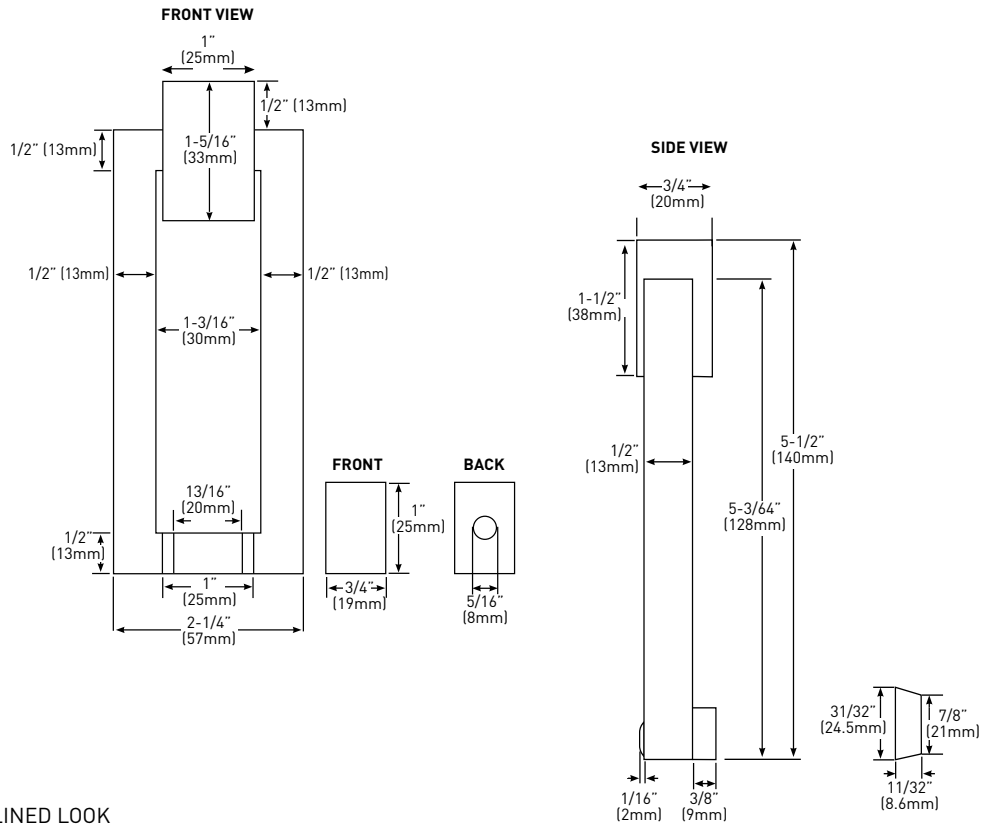 FRONT VIEW
1”
(25mm)
1/2” (13mm)
1/2” (13mm)
1-5/16”
(33mm)
1/2” (13mm)
1/2” (13mm)
1-3/16”
(30mm)
13/16”
(20mm)
1/2”
(13mm)
1”
(25mm)
2-1/4”
(57mm)
FRONT
1”
(25mm)
3/4”
(19mm)
BACK
5/16”
(8mm)
SIDE VIEW
3/4”
(20mm)
1-1/2”
(38mm)
1/2”
(13mm)
5-1/2”
(140mm)
5-3/64”
(128mm)
1/16”
(2mm)
3/8”
(9mm)
31/32”
(24.5mm)
7/8”
(21mm)
11/32”
(8.6mm)
LINED LOOK